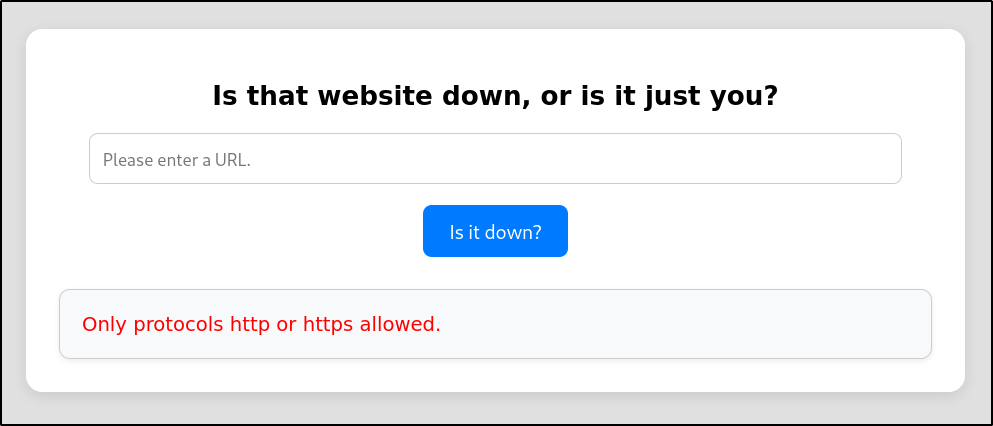 Is that website down, or is it just you?
Please enter a URL.
Is it down?
Only protocols http or https allowed.